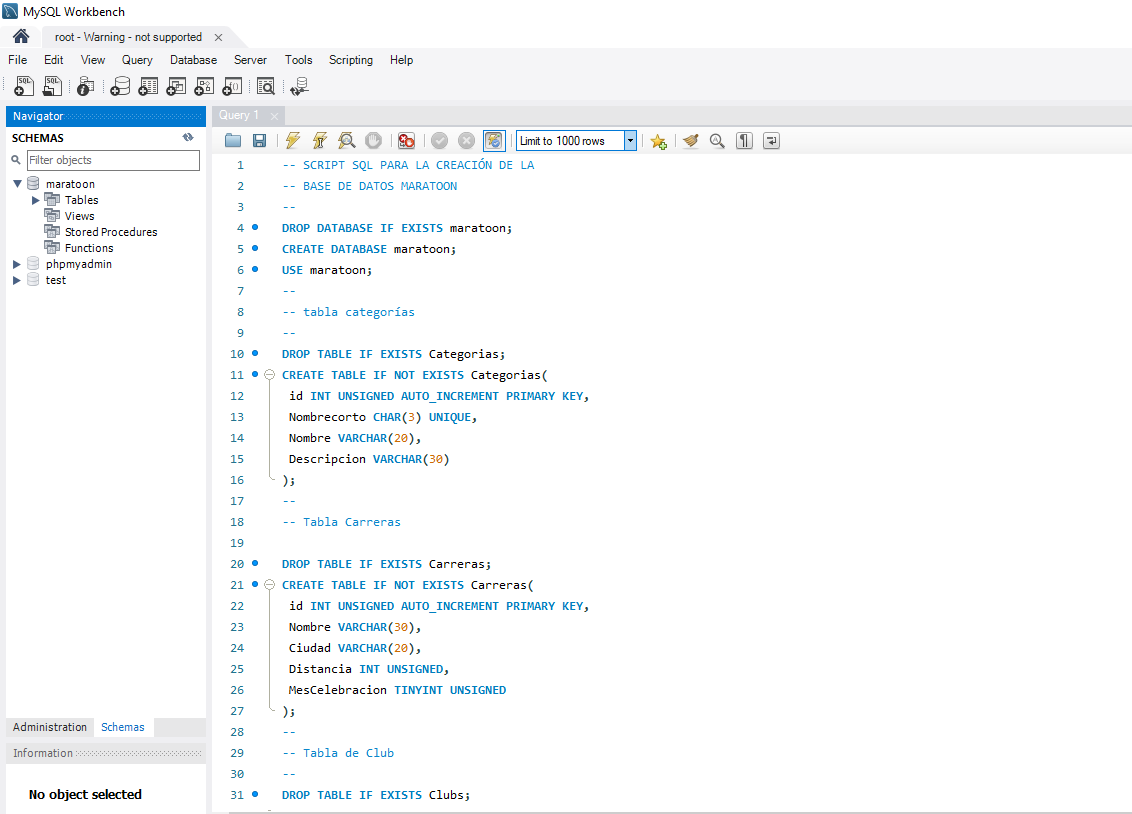 MySQL Workbench
root - Warning - not supported
File Edit View Query Database Server Tools Scripting Help
Navigator
SCHEMAS
Filter objects
maratoon
Tables
Views
Stored Procedures
Functions
phpmyadmin
test
Administration Schemas
Information
No object selected
Query 1
Limit to 1000 rows
1 -- SCRIPT SQL PARA LA CREACIÓN DE LA
2 -- BASE DE DATOS MARATOON
3 --
4 DROP DATABASE IF EXISTS maratoon;
5 CREATE DATABASE maratoon;
6 USE maratoon;
7 --
8 -- tabla categorías
9 --
10 DROP TABLE IF EXISTS Categorias;
11 CREATE TABLE IF NOT EXISTS Categorias(
12 id INT UNSIGNED AUTO_INCREMENT PRIMARY KEY,
13 Nombrecorto CHAR(3) UNIQUE,
14 Nombre VARCHAR(20),
15 Descripcion VARCHAR(30)
16 );
17 --
18 -- Tabla Carreras
19
20 DROP TABLE IF EXISTS Carreras;
21 CREATE TABLE IF NOT EXISTS Carreras(
22 id INT UNSIGNED AUTO_INCREMENT PRIMARY KEY,
23 Nombre VARCHAR(30),
24 Ciudad VARCHAR(20),
25 Distancia INT UNSIGNED,
26 MesCelebracion TINYINT UNSIGNED
27 );
28 --
29 -- Tabla de Club
30 --
31 DROP TABLE IF EXISTS Clubs;